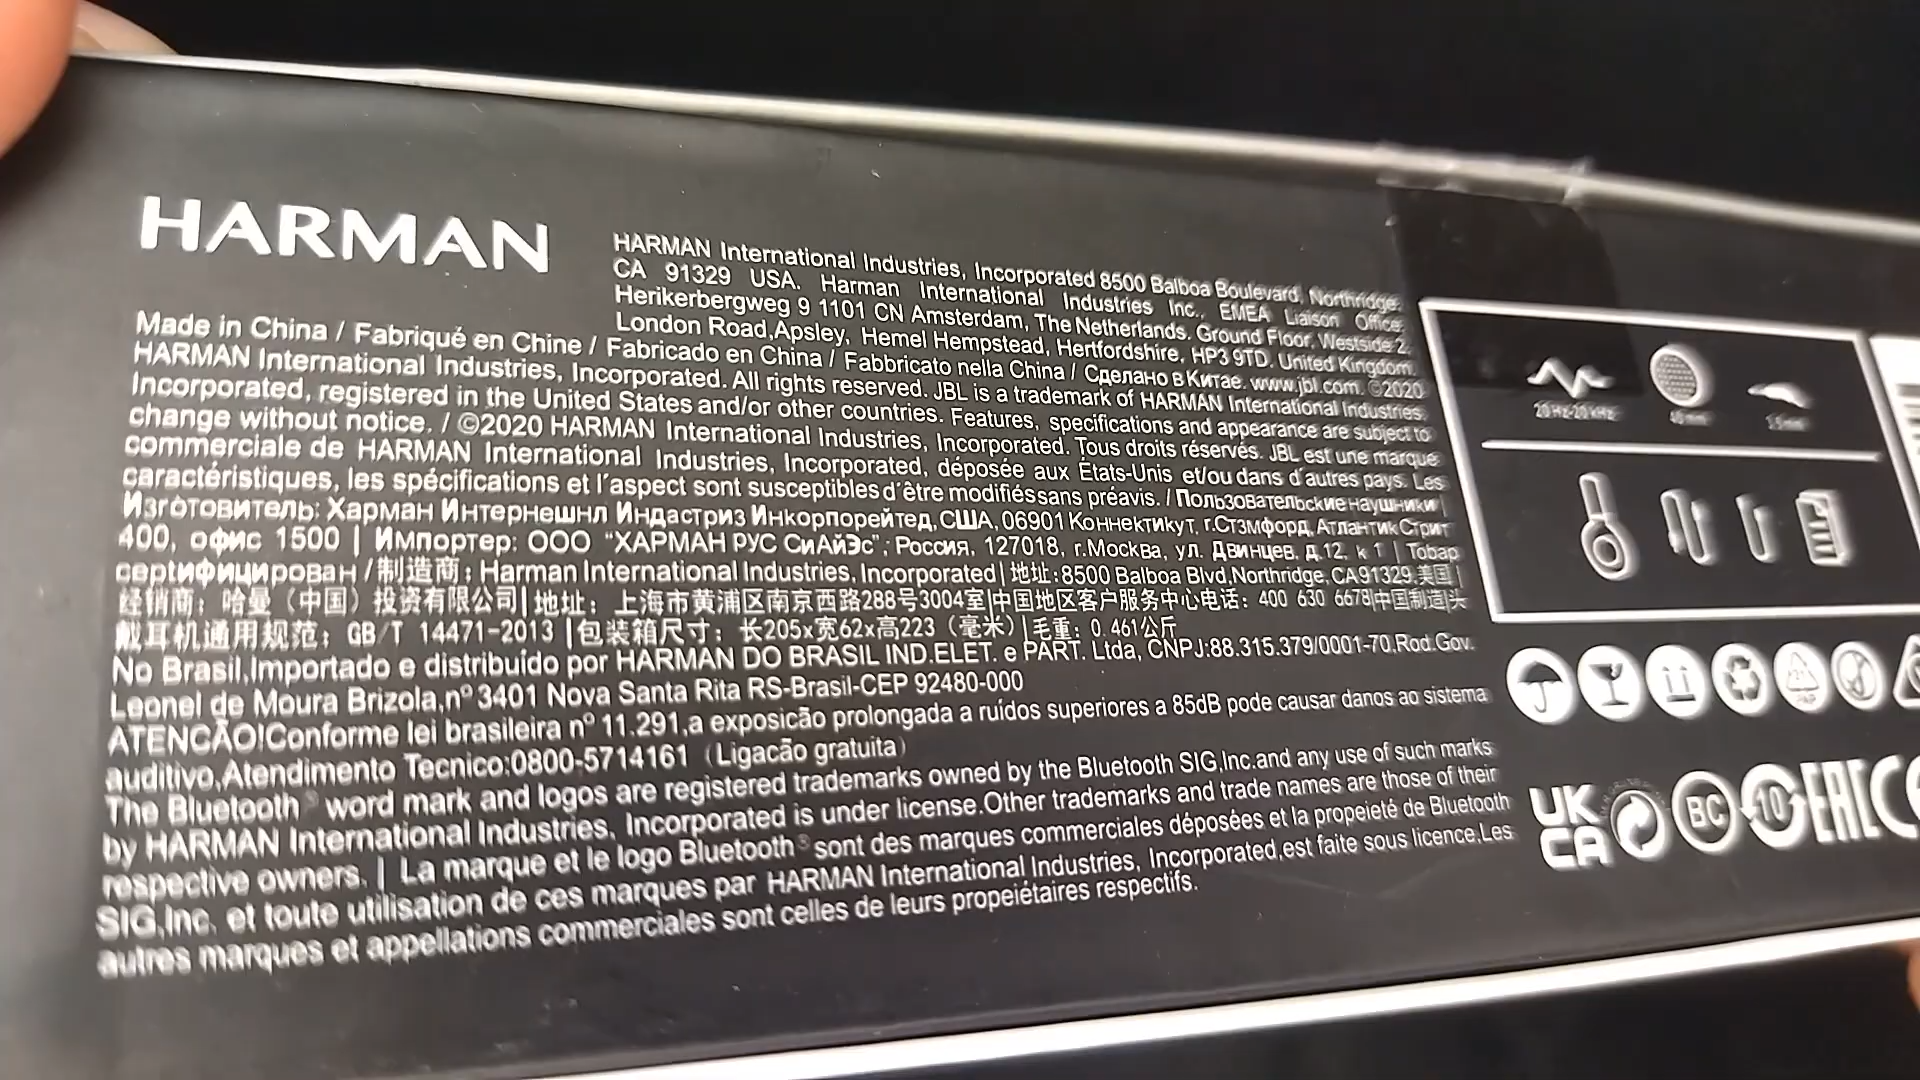 HARMAN
HARMAN International Industries, Incorporated 8500 Balboa Boulevard, Northridge,
CA 91329 USA. Harman International Industries Inc., EMEA Liaison Office,
Herikerbergweg 9 1101 CN Amsterdam, The Netherlands. Ground Floor, Westside 2,
London Road,Apsley, Hemel Hempstead, Hertfordshire, HP3 9TD. United Kingdom.
Made in China / Fabriqué en Chine / Fabricado en China / Fabbricato nella China / Сделано в Китае. www.jbl.com. ©2020
HARMAN International Industries, Incorporated. All rights reserved. JBL is a trademark of HARMAN International Industries,
Incorporated, registered in the United States and/or other countries. Features, specifications and appearance are subject to
change without notice. / ©2020 HARMAN International Industries, Incorporated. Tous droits réservés. JBL est une marque
commerciale de HARMAN International Industries, Incorporated, déposée aux États-Unis et/ou dans d'autres pays. Les
caractéristiques, les spécifications et l'aspect sont susceptibles d'être modifiés sans préavis. / Пользовательские наушники |
Изготовитель: Харман Интернешнл Индастриз Инкорпорейтед, США, 06901 Коннектикут, г.Стэмфорд, Атлантик Стрит
400, офис 1500 | Импортер: ООО "ХАРМАН РУС СиАйЭс", Россия, 127018, г.Москва, ул. Двинцев, д.12, к 1 | Товар
сертифицирован / 制造商: Harman International Industries, Incorporated | 地址:8500 Balboa Blvd,Northridge, CA 91329,美国 |
经销商: 哈曼（中国）投资有限公司| 地址: 上海市黄浦区南京西路288号3004室|中国地区客户服务中心电话: 400 630 6678|中国制造|头
戴耳机通用规范: GB/T 14471-2013 |包装箱尺寸: 长205x宽62x高223（毫米）|毛重: 0.461公斤
No Brasil,Importado e distribuído por HARMAN DO BRASIL IND.ELET. e PART. Ltda, CNPJ:88.315.379/0001-70,Rod.Gov.
Leonel de Moura Brizola,nº 3401 Nova Santa Rita RS-Brasil-CEP 92480-000
ATENCÃO!Conforme lei brasileira nº 11.291,a exposicão prolongada a ruídos superiores a 85dB pode causar danos ao sistema
auditivo,Atendimento Tecnico:0800-5714161（Ligacão gratuita）
The Bluetooth® word mark and logos are registered trademarks owned by the Bluetooth SIG,Inc.and any use of such marks
by HARMAN International Industries, Incorporated is under license.Other trademarks and trade names are those of their
respective owners. | La marque et le logo Bluetooth® sont des marques commerciales déposées et la propeieté de Bluetooth
SIG,Inc. et toute utilisation de ces marques par HARMAN International Industries, Incorporated,est faite sous licence,Les
autres marques et appellations commerciales sont celles de leurs propeiétaires respectifs.
20 Hz-20 kHz
40 mm
UK
CA
BC
10
EAC